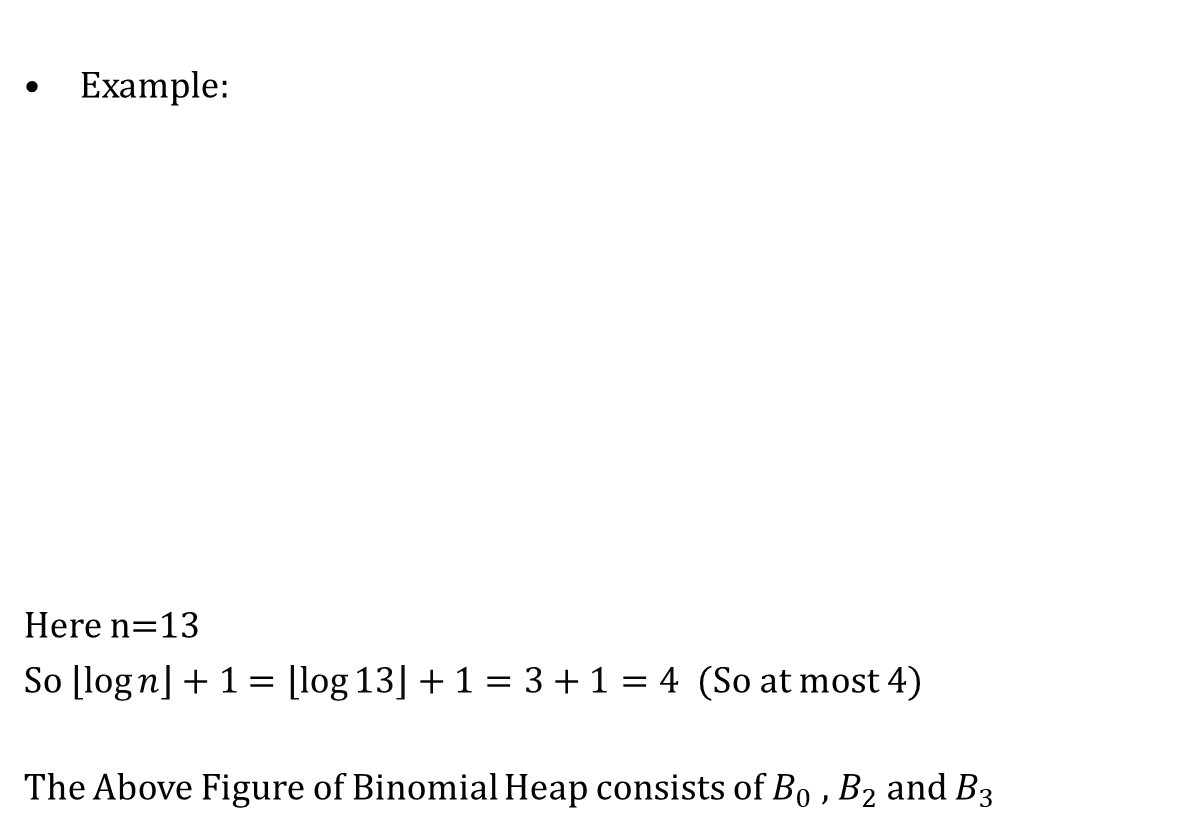 • Example:
Here n=13
So ⌊log 𝑛⌋ + 1 = ⌊log 13⌋ + 1 = 3 + 1 = 4 (So at most 4)
The Above Figure of Binomial Heap consists of 𝐵₀ , 𝐵₂ and 𝐵₃